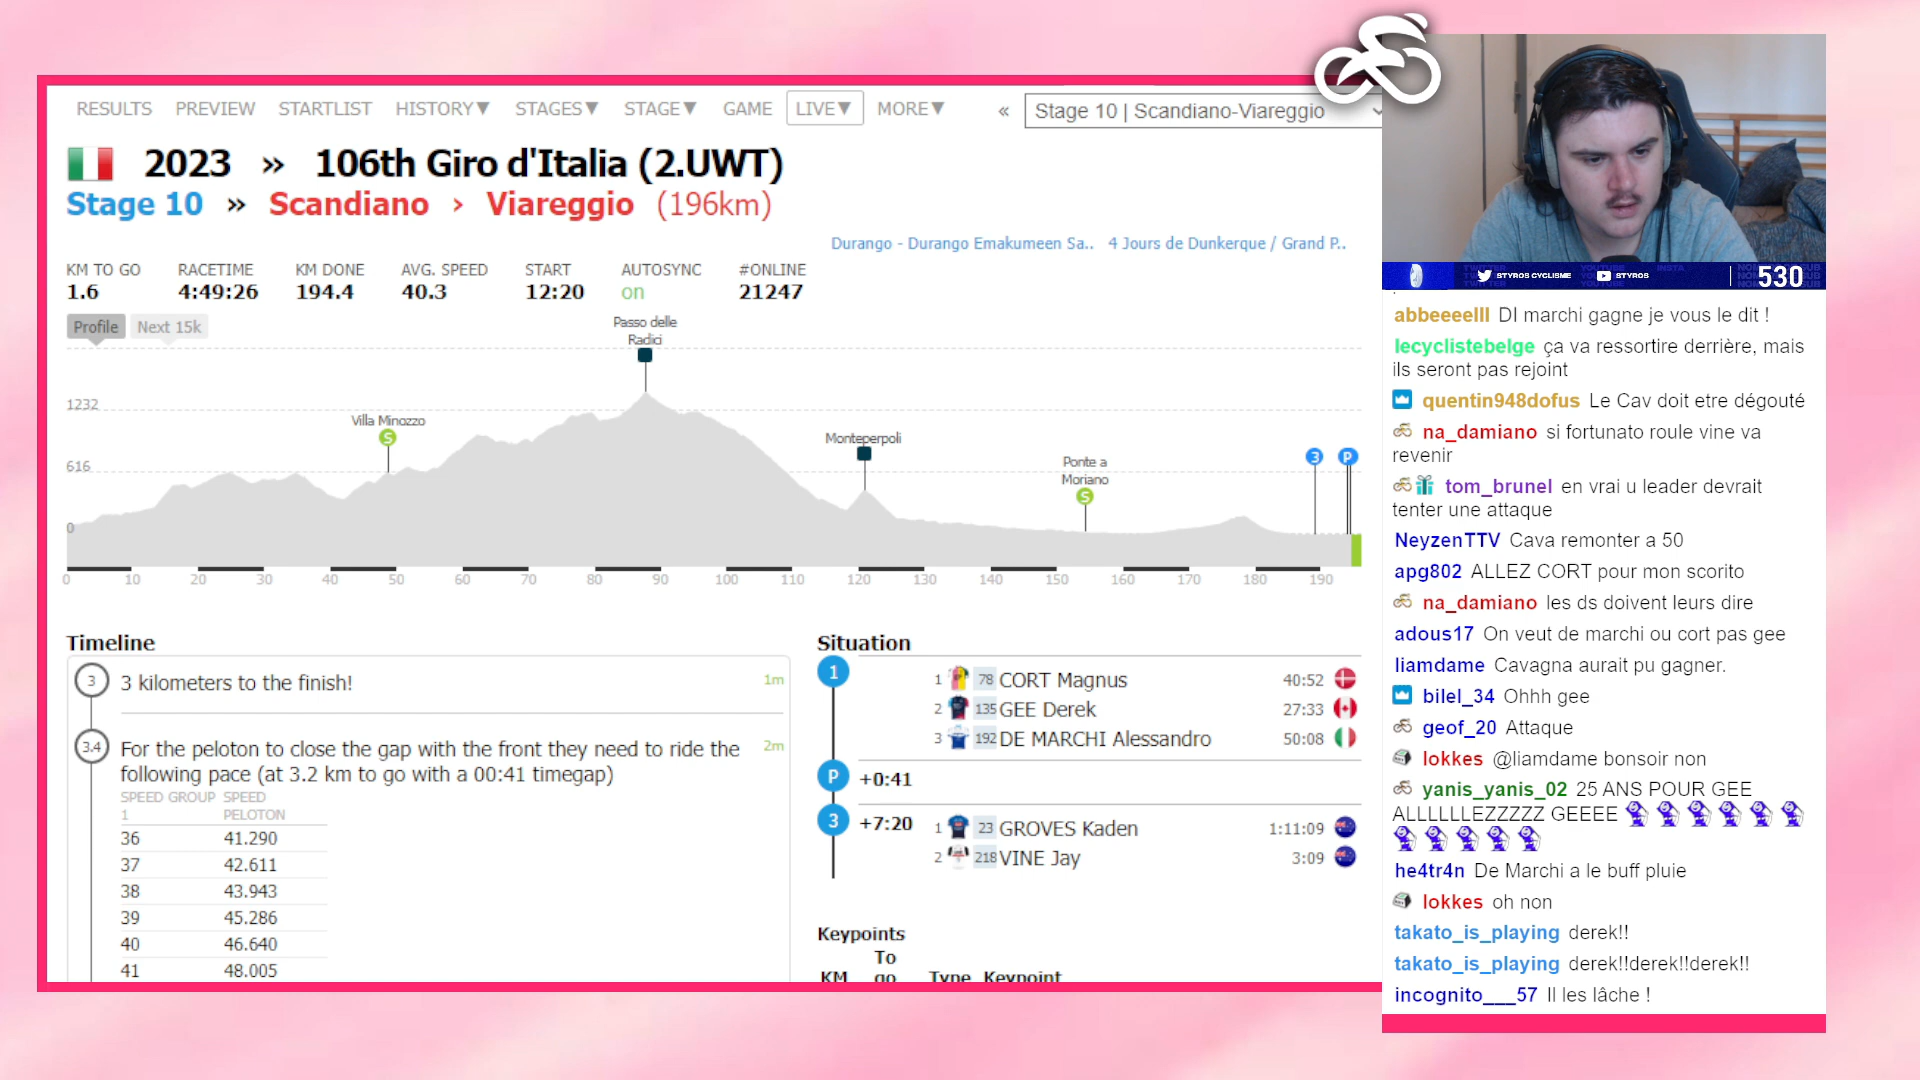 RESULTS PREVIEW STARTLIST HISTORY▼ STAGES▼ STAGE▼ GAME LIVE▼ MORE▼ « Stage 10 | Scandiano-Viareggio
2023 » 106th Giro d'Italia (2.UWT)
Stage 10 » Scandiano › Viareggio (196km)
Durango - Durango Emakumeen Sa.. 4 Jours de Dunkerque / Grand P..
KM TO GO RACETIME KM DONE AVG. SPEED START AUTOSYNC #ONLINE
1.6 4:49:26 194.4 40.3 12:20 on 21247
Profile Next 15k
Passo delle
Radici
1232
Villa Minozzo
S
Monteperpoli
616
Ponte a
Moriano
S
3 P
0
0 10 20 30 40 50 60 70 80 90 100 110 120 130 140 150 160 170 180 190
Timeline
3 3 kilometers to the finish! 1m
3.4 For the peloton to close the gap with the front they need to ride the 2m
following pace (at 3.2 km to go with a 00:41 timegap)
SPEED GROUP SPEED
1 PELOTON
36 41.290
37 42.611
38 43.943
39 45.286
40 46.640
41 48.005
Situation
1 1 78 CORT Magnus 40:52
2 135 GEE Derek 27:33
3 192 DE MARCHI Alessandro 50:08
P +0:41
3 +7:20 1 23 GROVES Kaden 1:11:09
2 218 VINE Jay 3:09
Keypoints
To
KM go Type Keypoint
STYROS CYCLISME STYROS 530
abbeeeelll DI marchi gagne je vous le dit !
lecyclistebelge ça va ressortire derrière, mais
ils seront pas rejoint
quentin948dofus Le Cav doit etre dégouté
na_damiano si fortunato roule vine va
revenir
tom_brunel en vrai u leader devrait
tenter une attaque
NeyzenTTV Cava remonter a 50
apg802 ALLEZ CORT pour mon scorito
na_damiano les ds doivent leurs dire
adous17 On veut de marchi ou cort pas gee
liamdame Cavagna aurait pu gagner.
bilel_34 Ohhh gee
geof_20 Attaque
lokkes @liamdame bonsoir non
yanis_yanis_02 25 ANS POUR GEE
ALLLLLLEZZZZZ GEEEE
he4tr4n De Marchi a le buff pluie
lokkes oh non
takato_is_playing derek!!
takato_is_playing derek!!derek!!derek!!
incognito___57 Il les lâche !